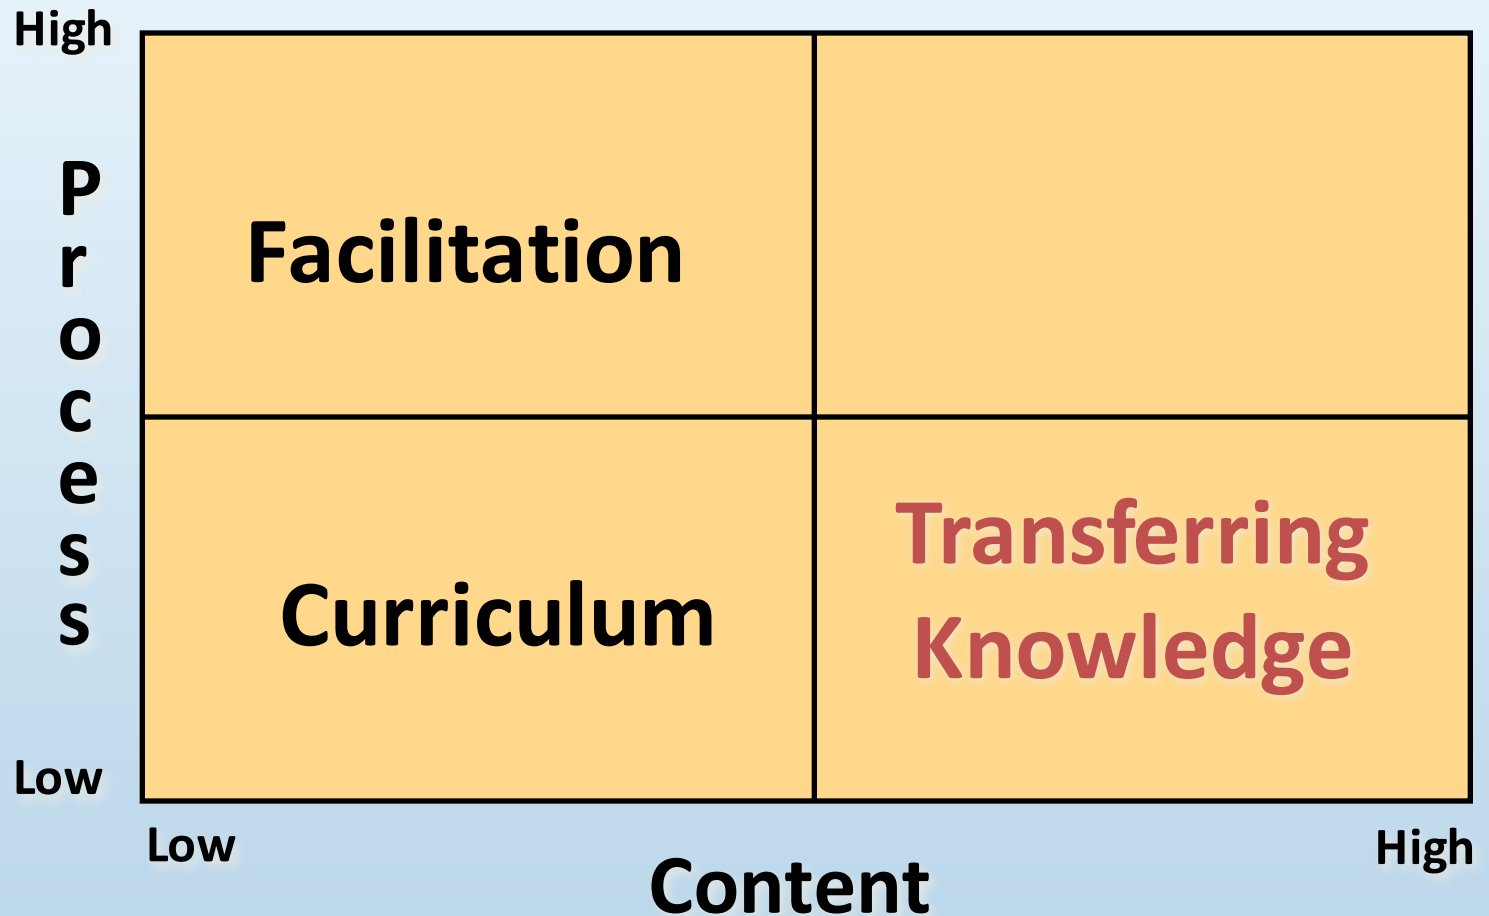 High
Process
Facilitation
Curriculum
Transferring
Knowledge
Low
Low
High
Content